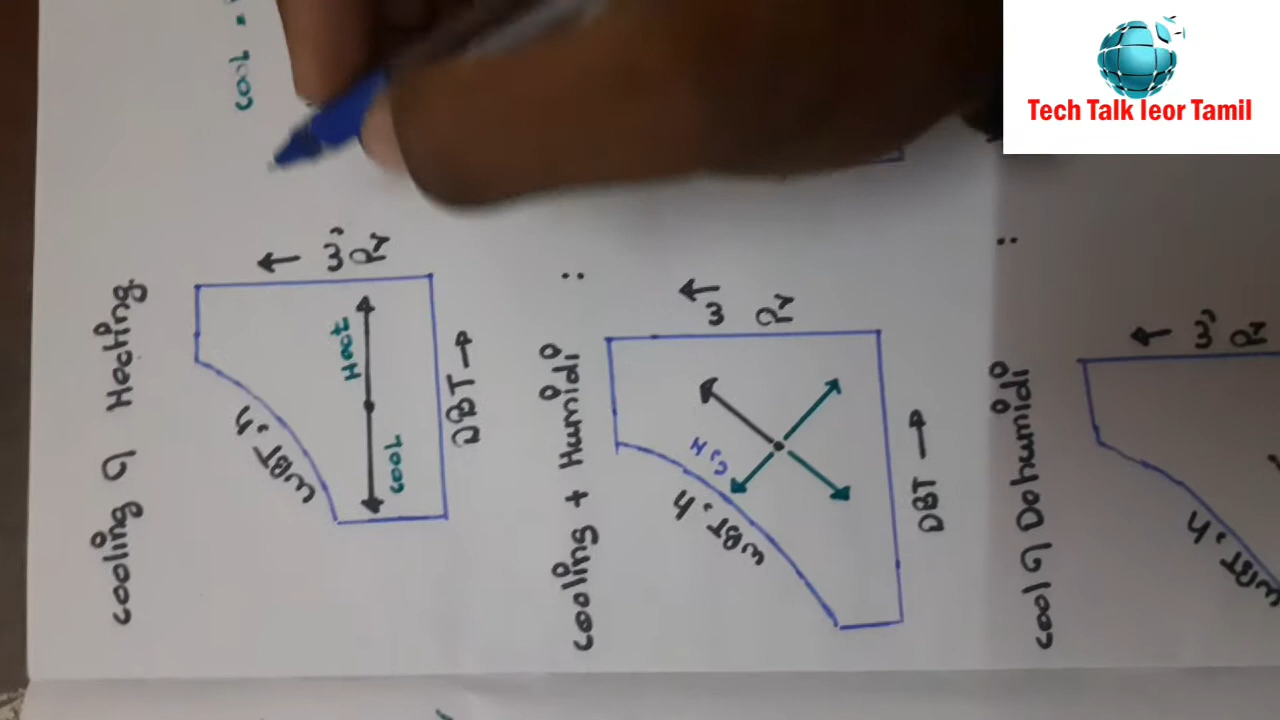 Tech Talk Ieor Tamil
cool =
cooling q Heating
WBT, h
Heat
cool
ω,
Pv
DBT →
cooling + Humidi :
WBT, h
C, H
ω
Pv
DBT →
cool q Dehumidi :
WBT, h
ω,
Pv